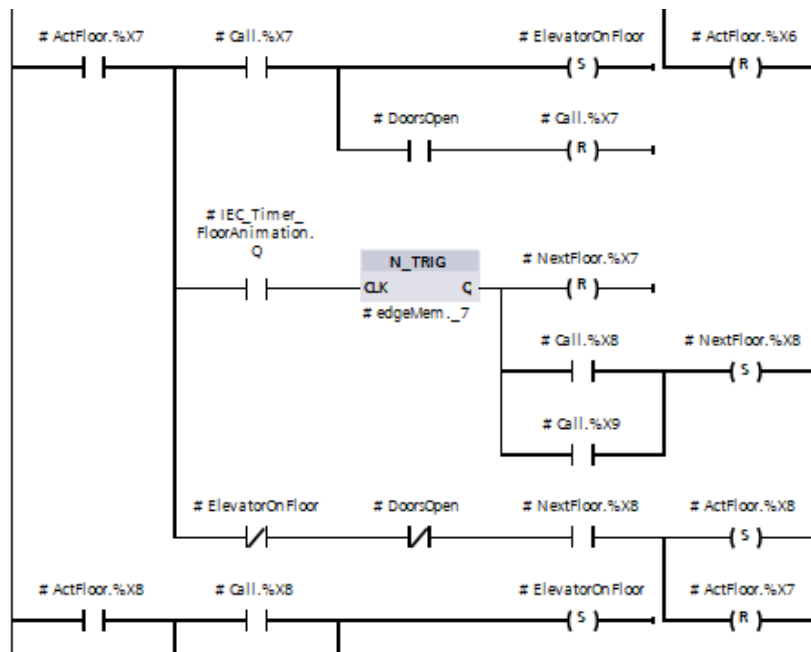 # ActFloor.%X7 # Call.%X7 # ElevatorOnFloor # ActFloor.%X6
S R
# DoorsOpen # Call.%X7
R
# IEC_Timer_
FloorAnimation.
Q
N_TRIG # NextFloor.%X7
CLK Q R
# edgeMem._7
# Call.%X8 # NextFloor.%X8
S
# Call.%X9
# ElevatorOnFloor # DoorsOpen # NextFloor.%X8 # ActFloor.%X8
S
# ActFloor.%X8 # Call.%X8 # ElevatorOnFloor # ActFloor.%X7
S R